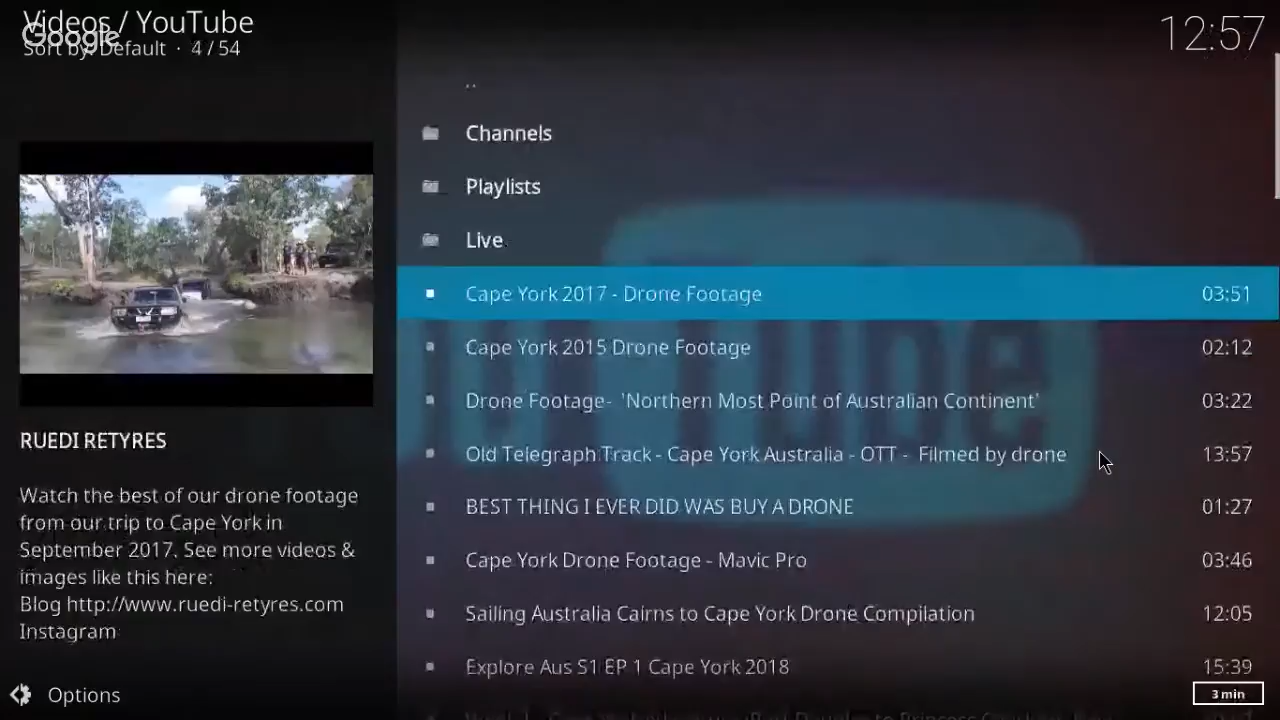 Videos / YouTube
Google
Sort by: Default · 4 / 54
12:57
..
Channels
Playlists
Live
Cape York 2017 - Drone Footage 03:51
Cape York 2015 Drone Footage 02:12
Drone Footage- 'Northern Most Point of Australian Continent' 03:22
Old Telegraph Track - Cape York Australia - OTT - Filmed by drone 13:57
BEST THING I EVER DID WAS BUY A DRONE 01:27
Cape York Drone Footage - Mavic Pro 03:46
Sailing Australia Cairns to Cape York Drone Compilation 12:05
Explore Aus S1 EP 1 Cape York 2018 15:39
RUEDI RETYRES
Watch the best of our drone footage
from our trip to Cape York in
September 2017. See more videos &
images like this here:
Blog http://www.ruedi-retyres.com
Instagram
Options
3 min
Tube